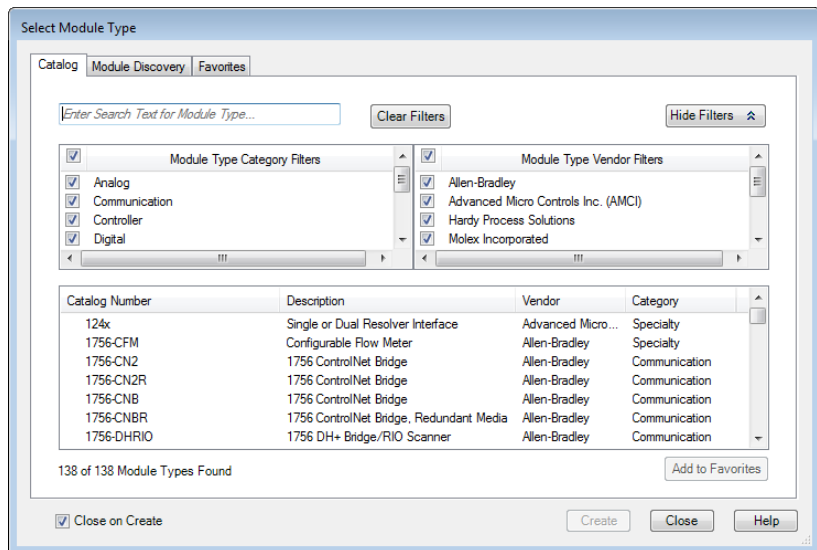 Select Module Type
Catalog Module Discovery Favorites
Enter Search Text for Module Type... Clear Filters Hide Filters
Module Type Category Filters Module Type Vendor Filters
Analog Allen-Bradley
Communication Advanced Micro Controls Inc. (AMCI)
Controller Hardy Process Solutions
Digital Molex Incorporated
Catalog Number Description Vendor Category
124x Single or Dual Resolver Interface Advanced Micro... Specialty
1756-CFM Configurable Flow Meter Allen-Bradley Specialty
1756-CN2 1756 ControlNet Bridge Allen-Bradley Communication
1756-CN2R 1756 ControlNet Bridge Allen-Bradley Communication
1756-CNB 1756 ControlNet Bridge Allen-Bradley Communication
1756-CNBR 1756 ControlNet Bridge, Redundant Media Allen-Bradley Communication
1756-DHRIO 1756 DH+ Bridge/RIO Scanner Allen-Bradley Communication
138 of 138 Module Types Found Add to Favorites
Close on Create Create Close Help